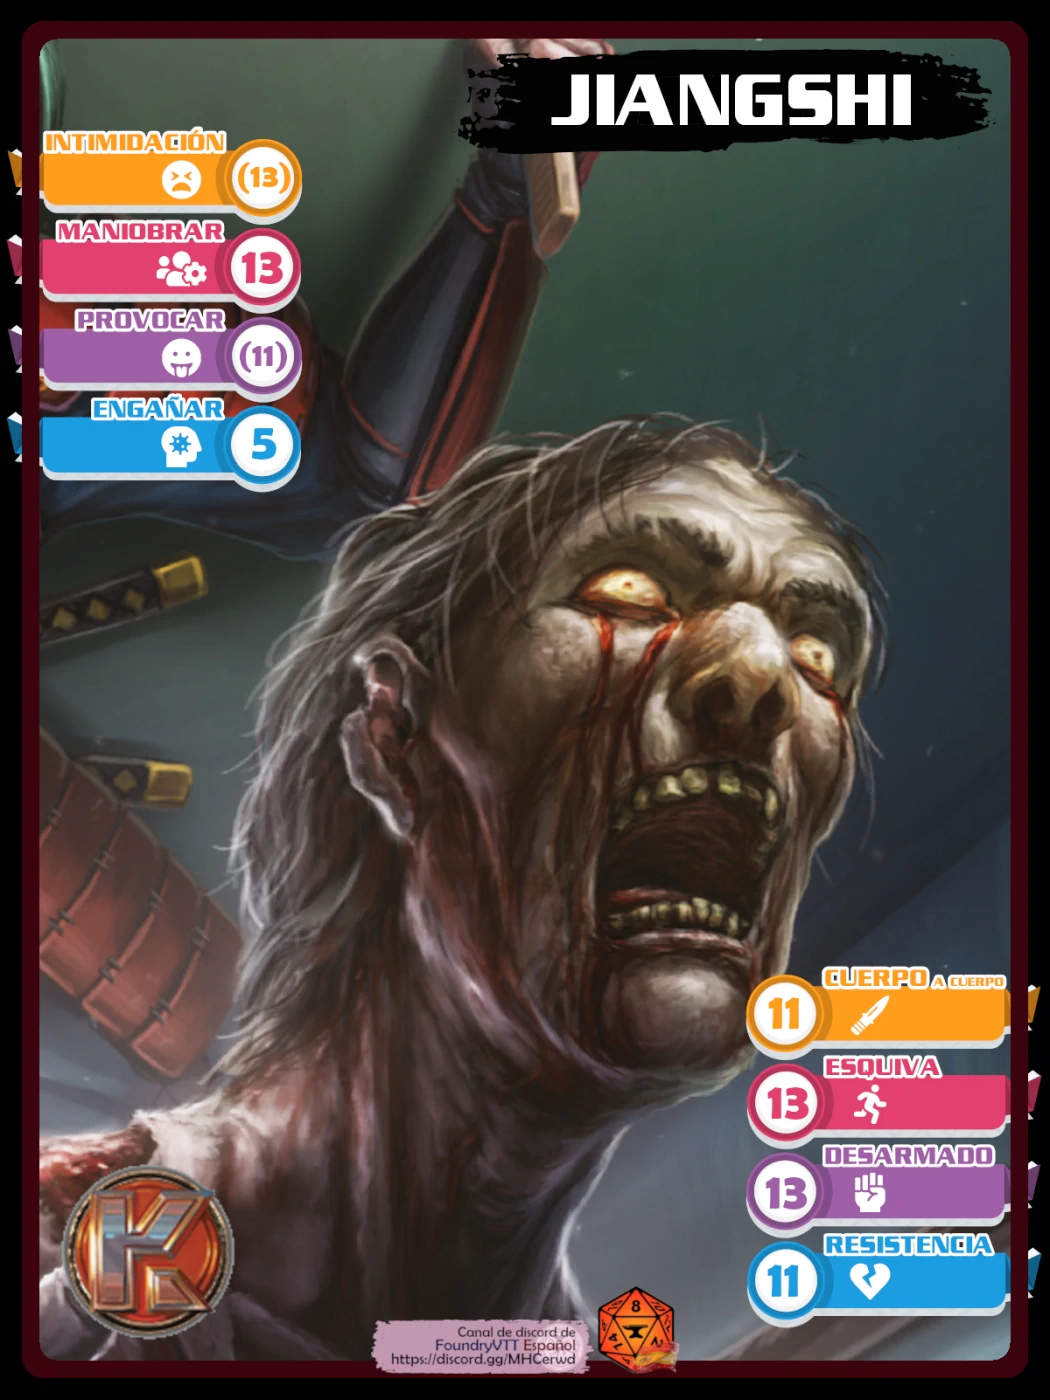 JIANGSHI
INTIMIDACIÓN
(13)
MANIOBRAR
13
PROVOCAR
(11)
ENGAÑAR
5
CUERPO A CUERPO
11
ESQUIVA
13
DESARMADO
13
RESISTENCIA
11
K
8
Canal de discord de
FoundryVTT Español
https://discord.gg/MHCerwd